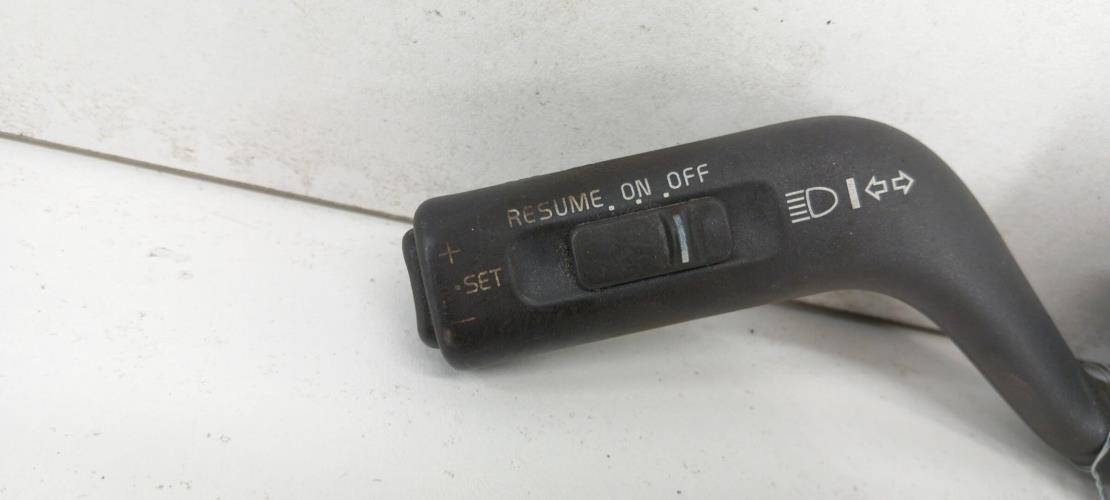 RESUME ON OFF
+
SET
−